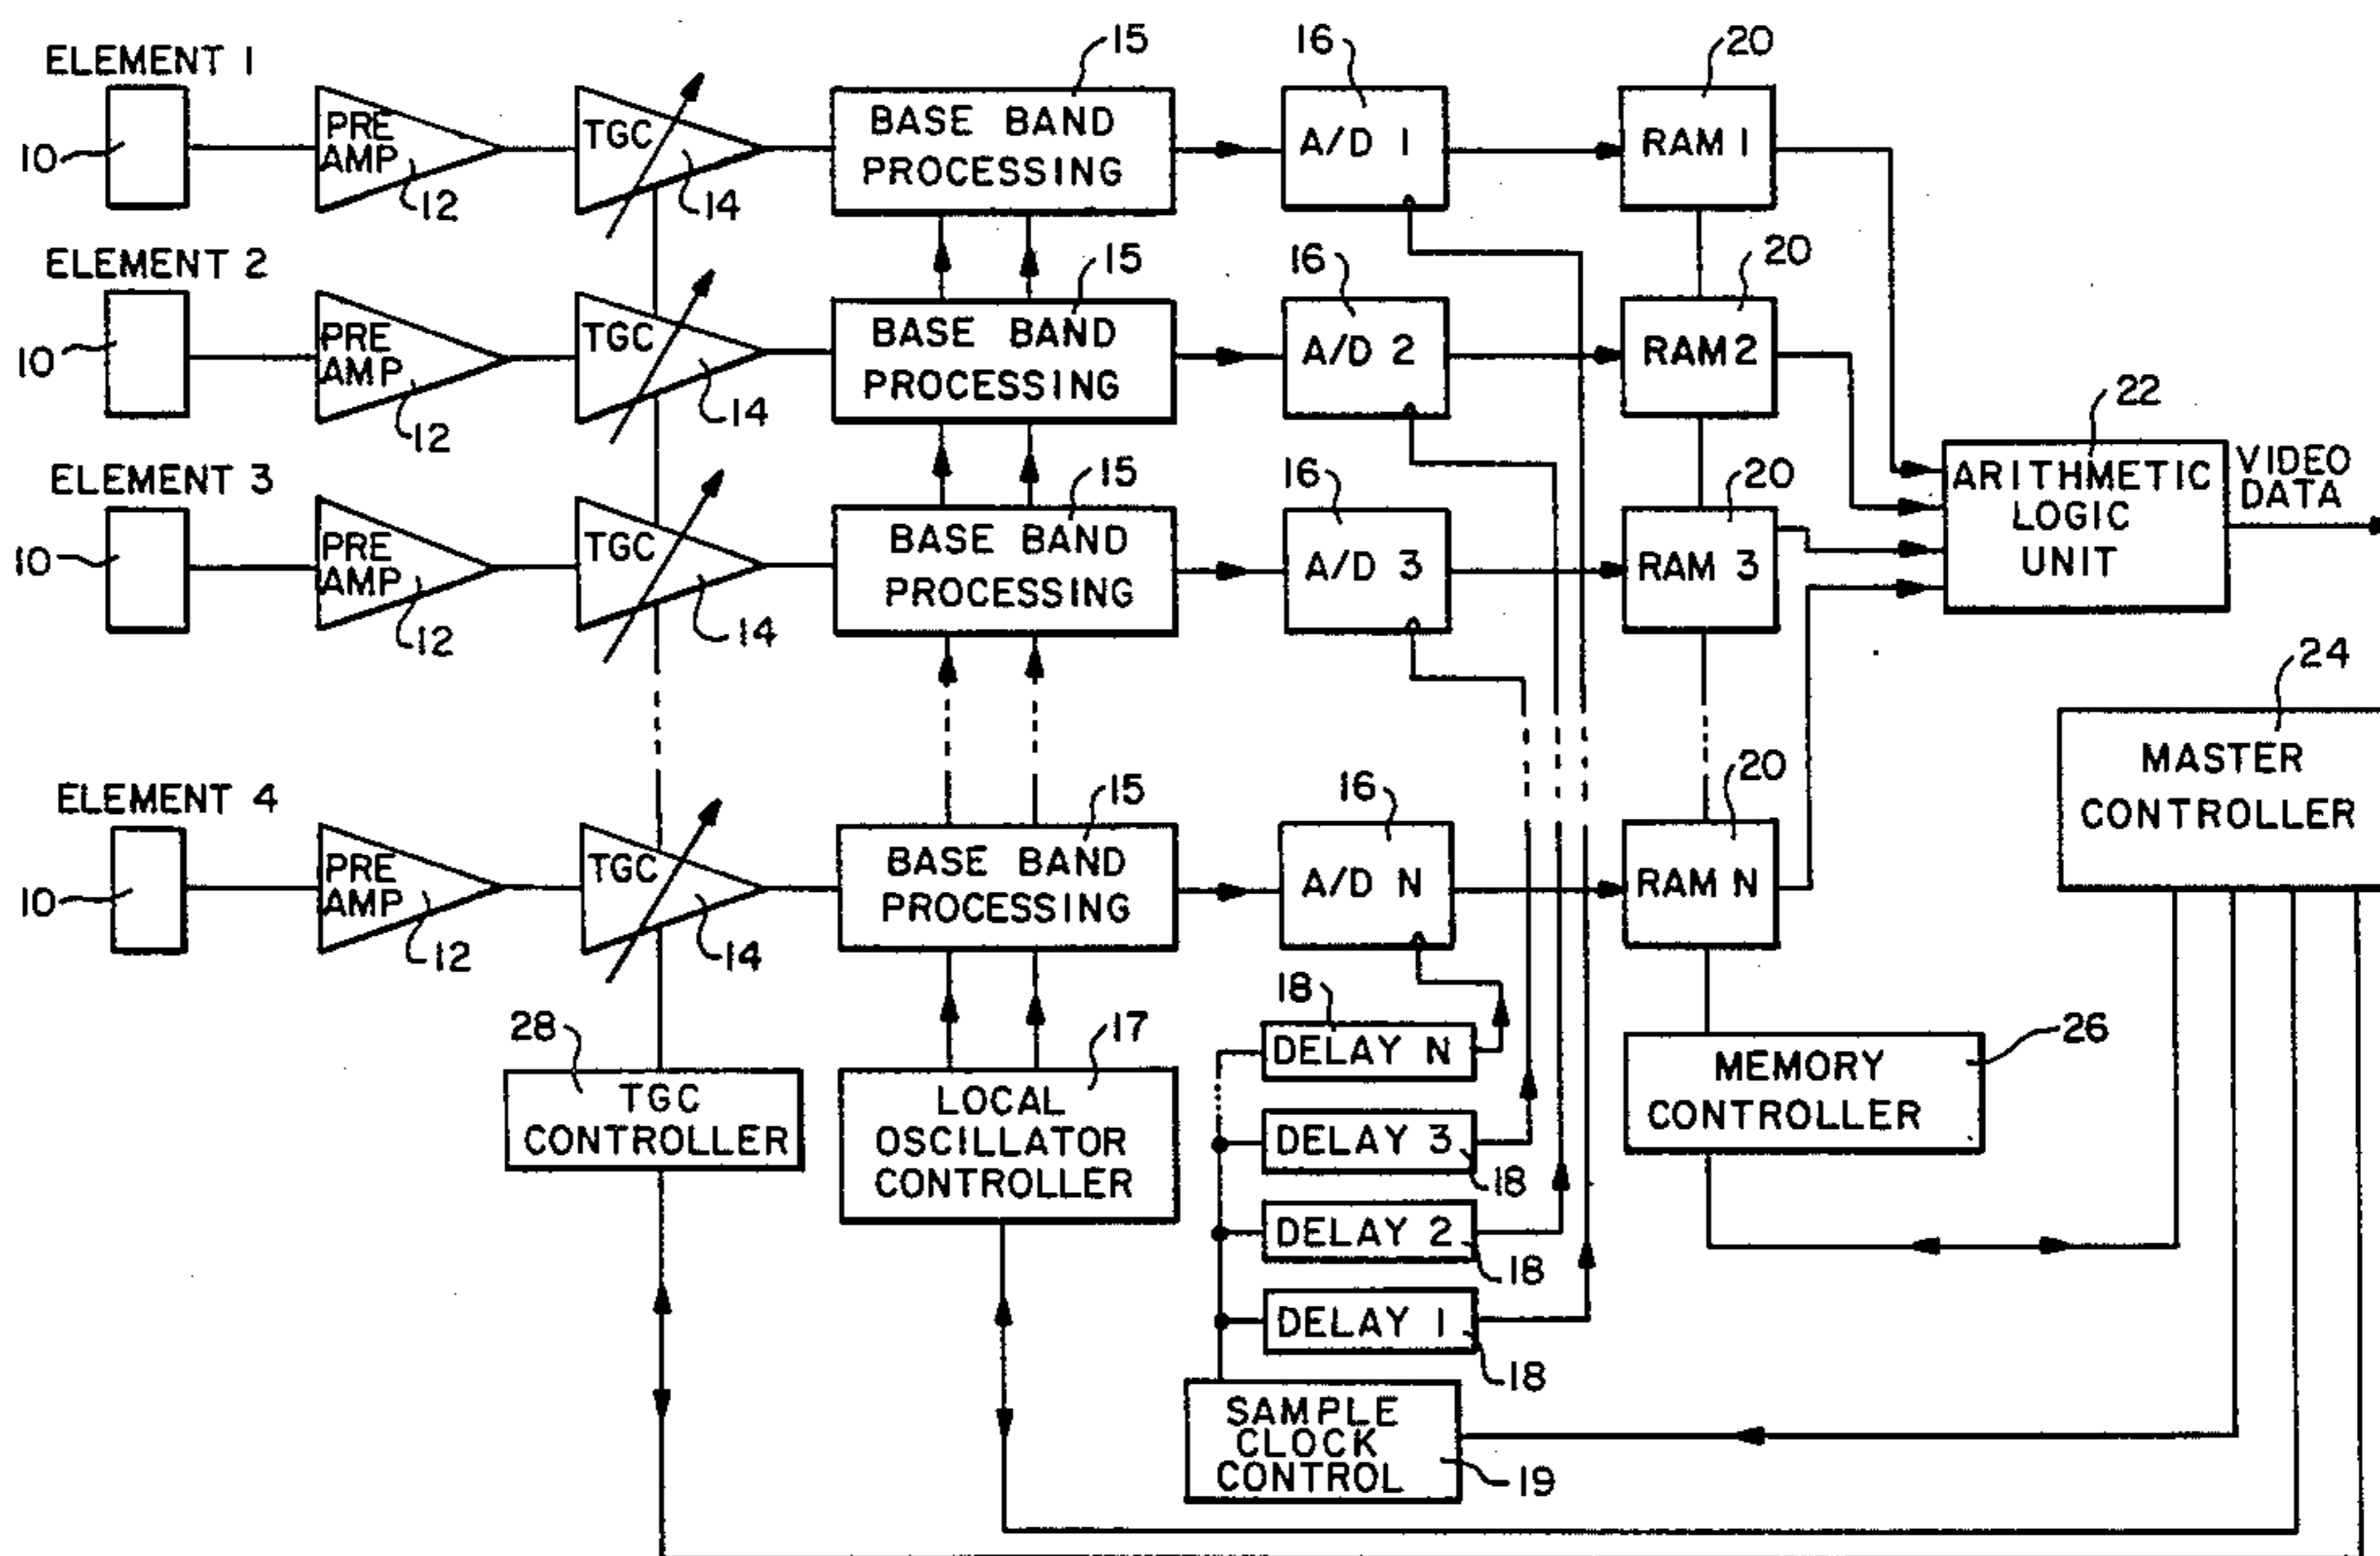 ELEMENT 1
10
PRE
AMP
12
TGC
14
15
BASE BAND
PROCESSING
16
A/D 1
20
RAM 1
ELEMENT 2
10
PRE
AMP
12
TGC
14
15
BASE BAND
PROCESSING
16
A/D 2
20
RAM 2
ELEMENT 3
10
PRE
AMP
12
TGC
14
15
BASE BAND
PROCESSING
16
A/D 3
20
RAM 3
22
ARITHMETIC
LOGIC
UNIT
VIDEO
DATA
ELEMENT 4
10
PRE
AMP
12
TGC
14
15
BASE BAND
PROCESSING
16
A/D N
20
RAM N
24
MASTER
CONTROLLER
28
TGC
CONTROLLER
17
LOCAL
OSCILLATOR
CONTROLLER
18
DELAY N
DELAY 3
18
DELAY 2
18
DELAY 1
18
26
MEMORY
CONTROLLER
SAMPLE
CLOCK
CONTROL
19